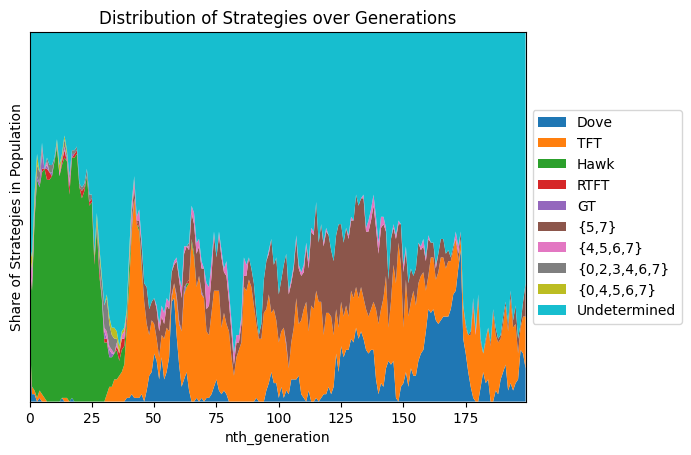 Distribution of Strategies over Generations
Share of Strategies in Population
0 25 50 75 100 125 150 175
nth_generation
Dove
TFT
Hawk
RTFT
GT
{5,7}
{4,5,6,7}
{0,2,3,4,6,7}
{0,4,5,6,7}
Undetermined